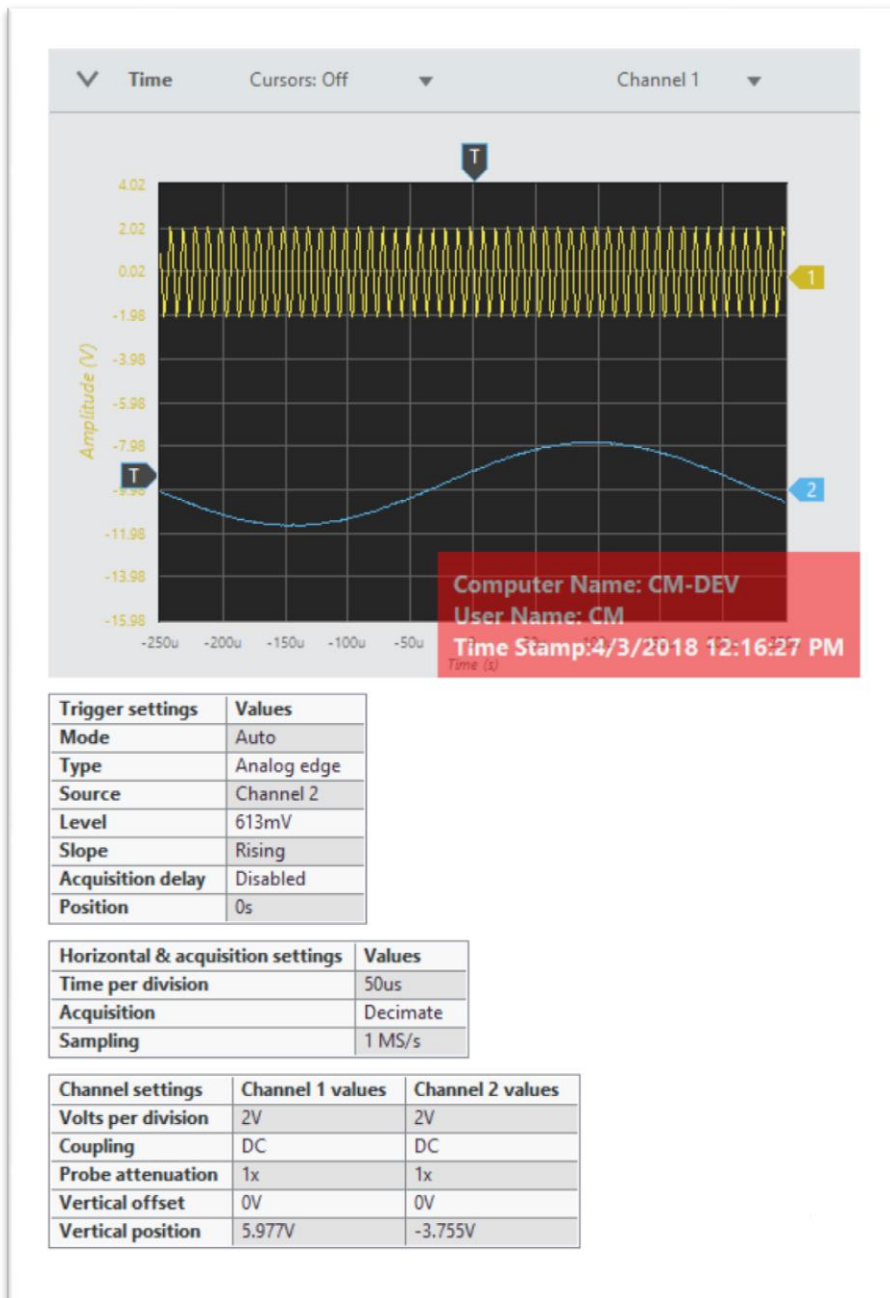 Time Cursors: Off Channel 1
T
4.02
2.02
0.02
1
-1.98
-3.98
-5.98
Amplitude (V)
-7.98
T
-9.98
2
-11.98
-13.98
-15.98
Computer Name: CM-DEV
User Name: CM
Time Stamp:4/3/2018 12:16:27 PM
-250u -200u -150u -100u -50u
Time (s)
Trigger settings Values
Mode Auto
Type Analog edge
Source Channel 2
Level 613mV
Slope Rising
Acquisition delay Disabled
Position 0s
Horizontal & acquisition settings Values
Time per division 50us
Acquisition Decimate
Sampling 1 MS/s
Channel settings Channel 1 values Channel 2 values
Volts per division 2V 2V
Coupling DC DC
Probe attenuation 1x 1x
Vertical offset 0V 0V
Vertical position 5.977V -3.755V